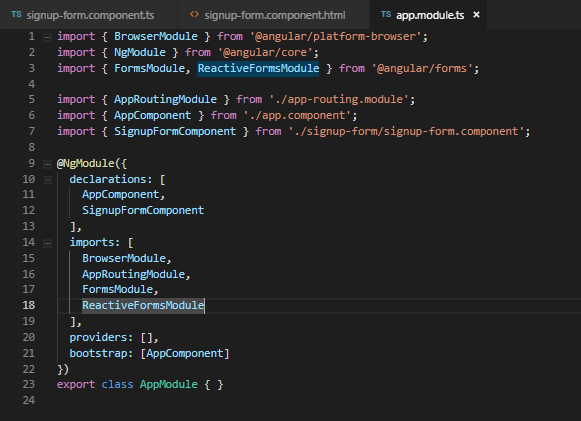 TS signup-form.component.ts <> signup-form.component.html TS app.module.ts ×
1 import { BrowserModule } from '@angular/platform-browser';
2 import { NgModule } from '@angular/core';
3 import { FormsModule, ReactiveFormsModule } from '@angular/forms';
4
5 import { AppRoutingModule } from './app-routing.module';
6 import { AppComponent } from './app.component';
7 import { SignupFormComponent } from './signup-form/signup-form.component';
8
9 @NgModule({
10   declarations: [
11     AppComponent,
12     SignupFormComponent
13   ],
14   imports: [
15     BrowserModule,
16     AppRoutingModule,
17     FormsModule,
18     ReactiveFormsModule
19   ],
20   providers: [],
21   bootstrap: [AppComponent]
22 })
23 export class AppModule { }
24